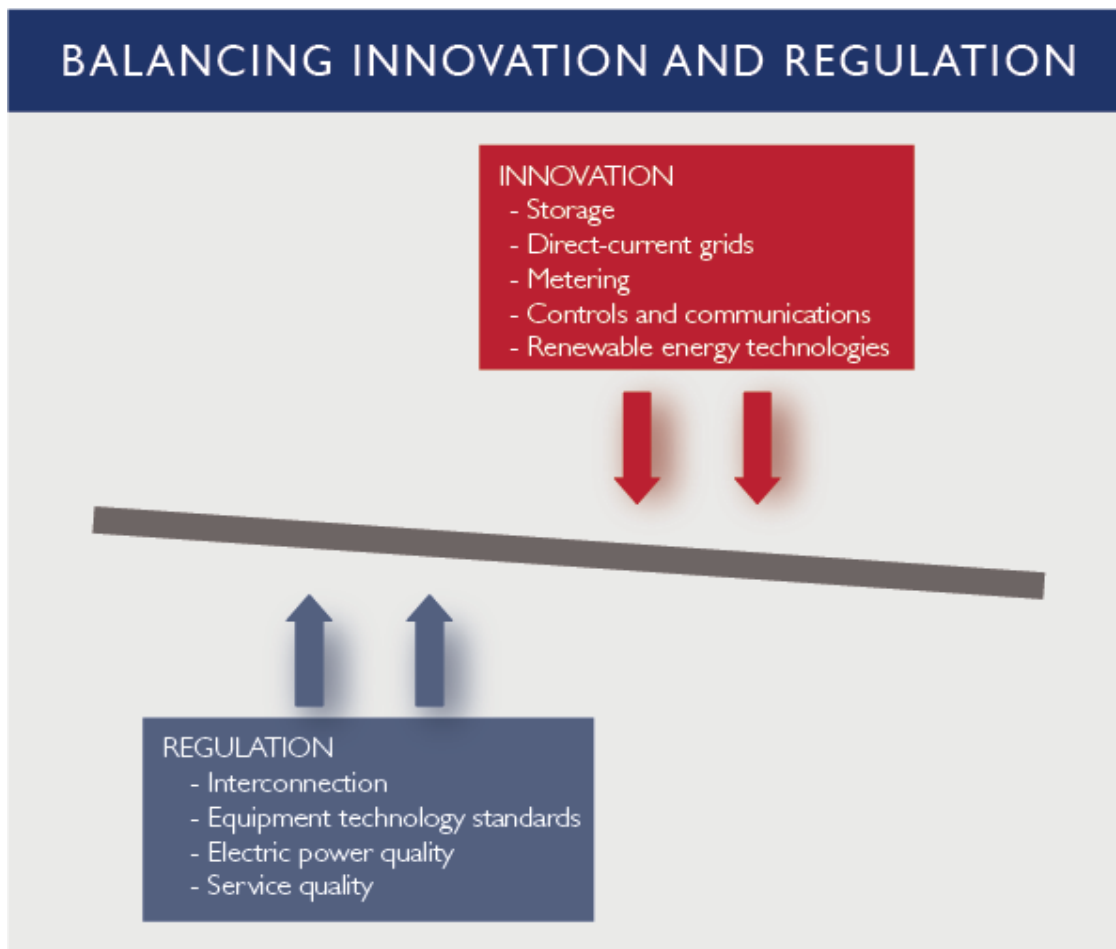 BALANCING INNOVATION AND REGULATION
INNOVATION
- Storage
- Direct-current grids
- Metering
- Controls and communications
- Renewable energy technologies
REGULATION
- Interconnection
- Equipment technology standards
- Electric power quality
- Service quality